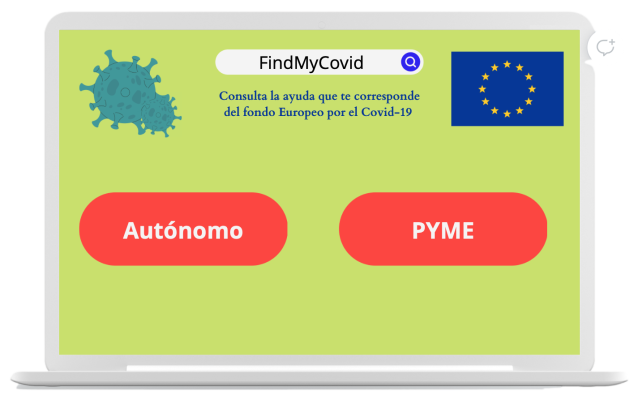 FindMyCovid
Consulta la ayuda que te corresponde
del fondo Europeo por el Covid-19
Autónomo
PYME